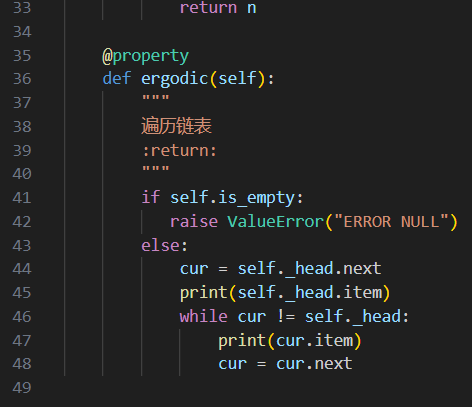 33                return n
34
35        @property
36        def ergodic(self):
37            """
38            遍历链表
39            :return:
40            """
41            if self.is_empty:
42               raise ValueError("ERROR NULL")
43            else:
44                cur = self._head.next
45                print(self._head.item)
46                while cur != self._head:
47                    print(cur.item)
48                    cur = cur.next
49